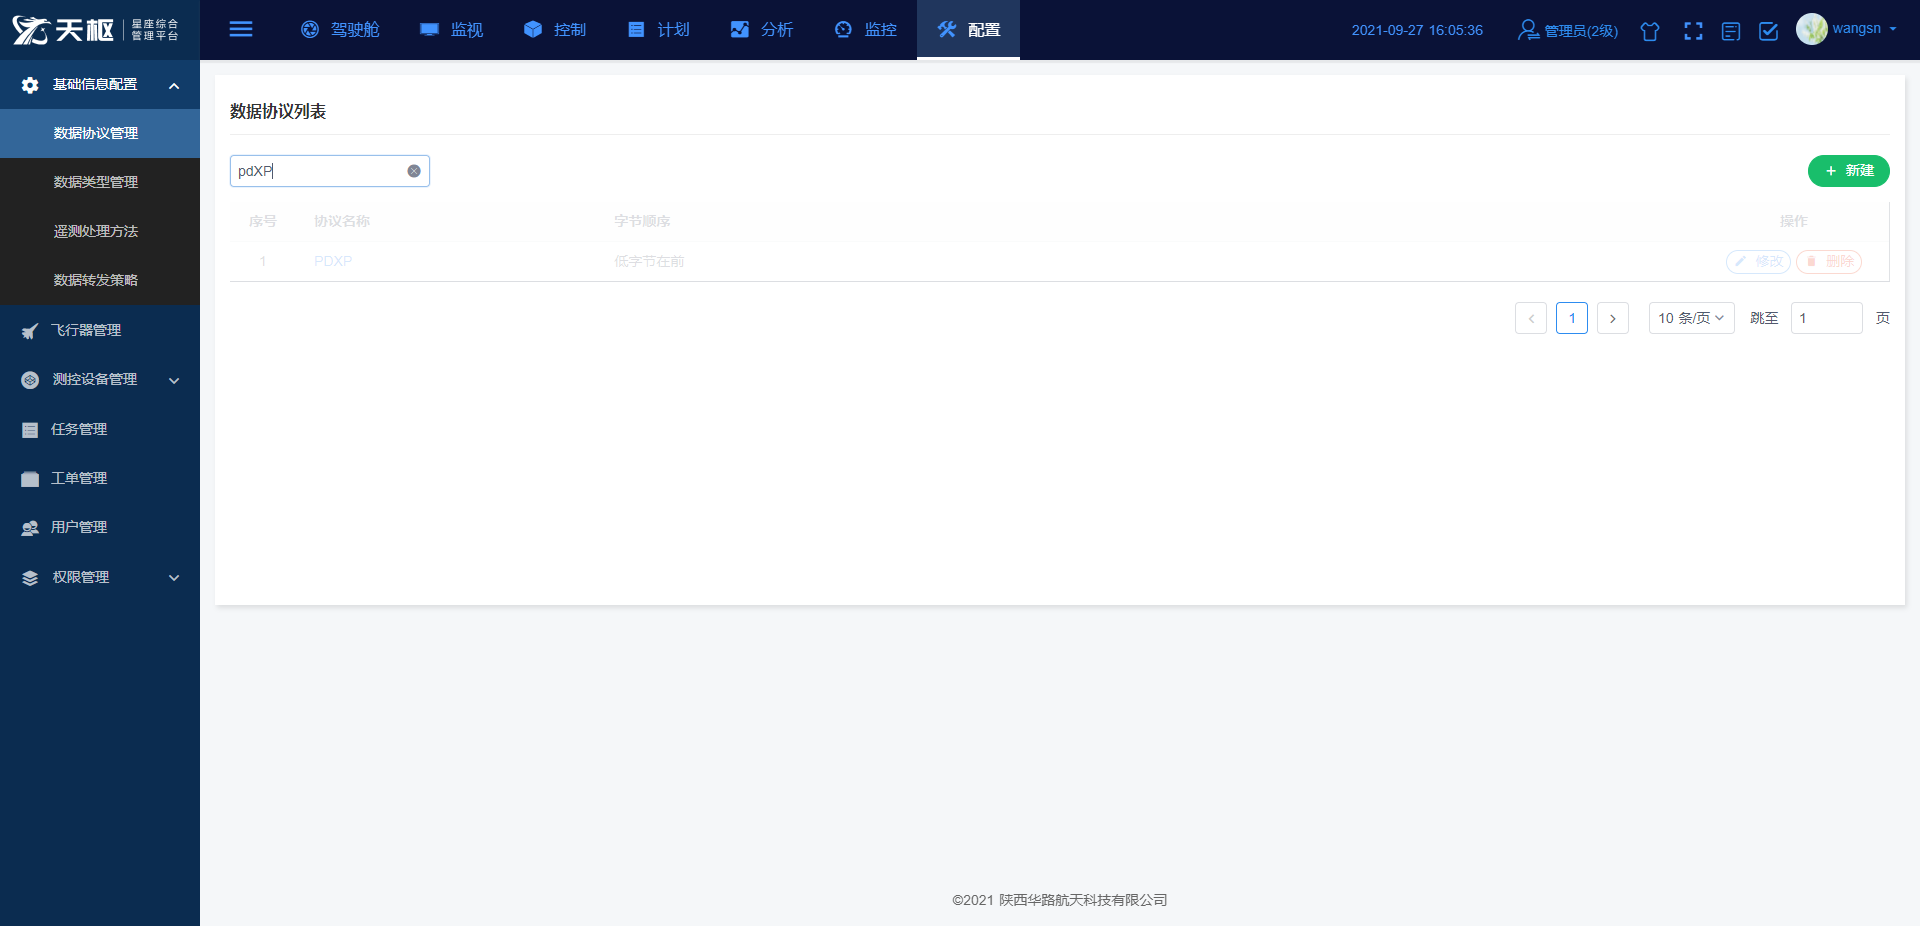 天枢 星座综合
管理平台
驾驶舱 监视 控制 计划 分析 监控 配置 2021-09-27 16:05:36 管理员(2级) wangsn
基础信息配置
数据协议管理
数据类型管理
遥测处理方法
数据转发策略
飞行器管理
测控设备管理
任务管理
工单管理
用户管理
权限管理
数据协议列表
pdXP 新建
序号 协议名称 字节顺序 操作
1 PDXP 低字节在前 修改 删除
1 10 条/页 跳至 1 页
©2021 陕西华路航天科技有限公司